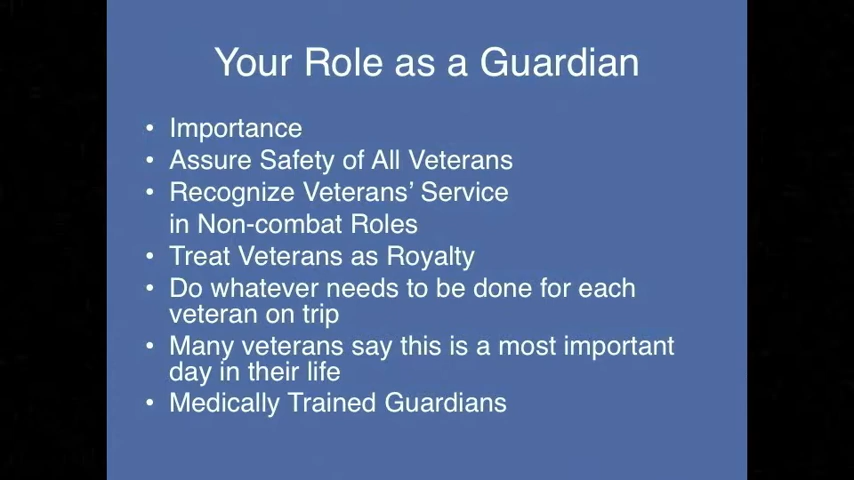 Your Role as a Guardian
• Importance
• Assure Safety of All Veterans
• Recognize Veterans’ Service
in Non-combat Roles
• Treat Veterans as Royalty
• Do whatever needs to be done for each
veteran on trip
• Many veterans say this is a most important
day in their life
• Medically Trained Guardians